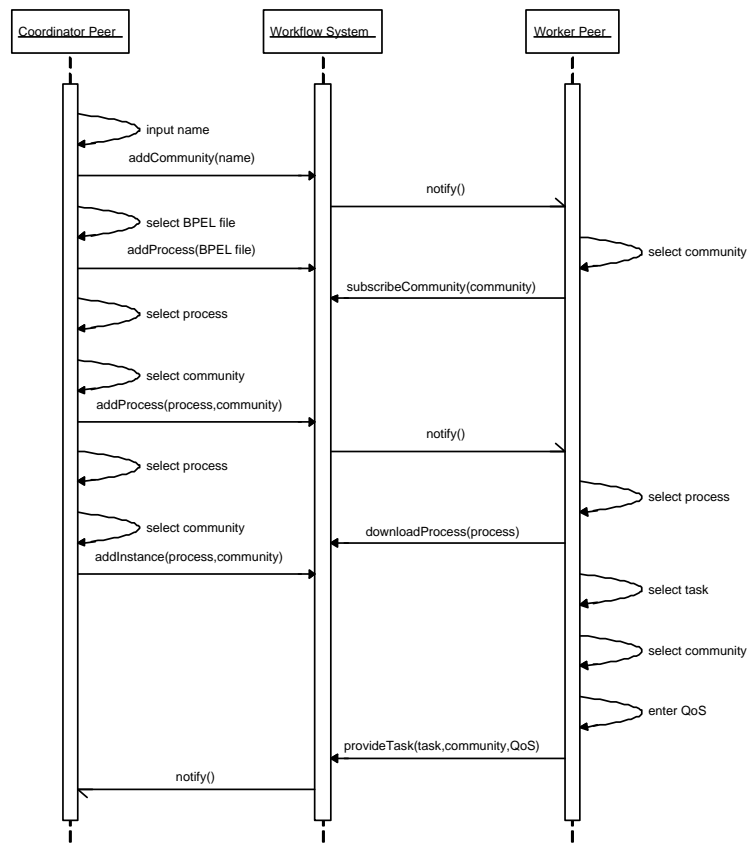 Coordinator Peer
Workflow System
Worker Peer
input name
addCommunity(name)
notify()
select BPEL file
addProcess(BPEL file)
select community
subscribeCommunity(community)
select process
select community
addProcess(process,community)
notify()
select process
select process
select community
downloadProcess(process)
addInstance(process,community)
select task
select community
enter QoS
provideTask(task,community,QoS)
notify()